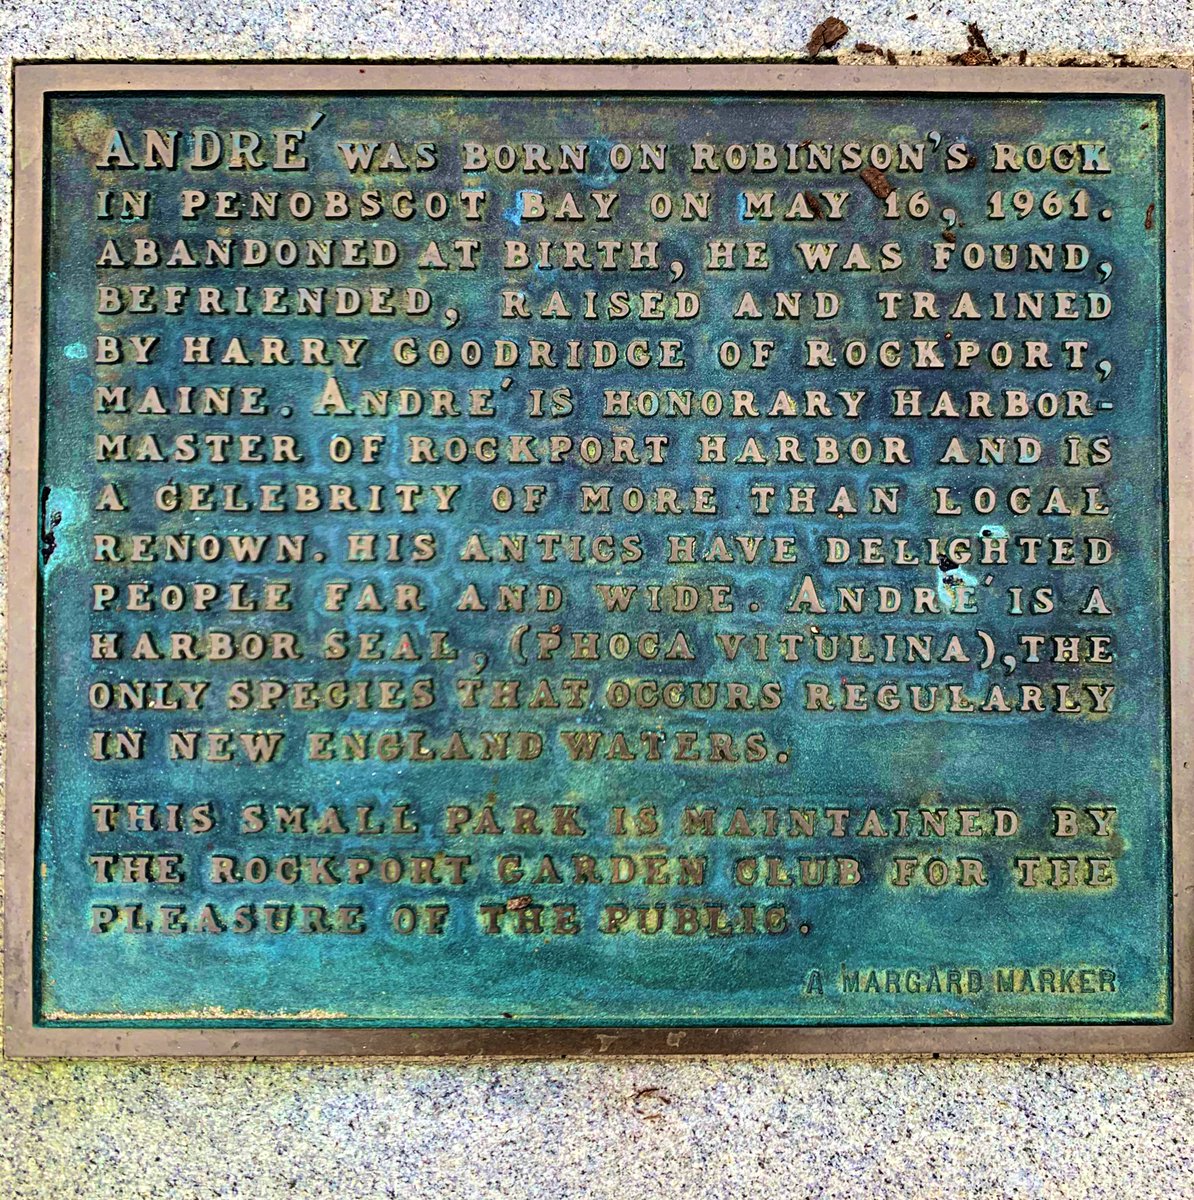 ANDRÉ WAS BORN ON ROBINSON'S ROCK
IN PENOBSCOT BAY ON MAY 16, 1961.
ABANDONED AT BIRTH, HE WAS FOUND,
BEFRIENDED, RAISED AND TRAINED
BY HARRY GOODRIDGE OF ROCKPORT,
MAINE. ANDRÉ IS HONORARY HARBOR-
MASTER OF ROCKPORT HARBOR AND IS
A CELEBRITY OF MORE THAN LOCAL
RENOWN. HIS ANTICS HAVE DELIGHTED
PEOPLE FAR AND WIDE. ANDRÉ IS A
HARBOR SEAL, (PHOCA VITULINA), THE
ONLY SPECIES THAT OCCURS REGULARLY
IN NEW ENGLAND WATERS.
THIS SMALL PARK IS MAINTAINED BY
THE ROCKPORT GARDEN CLUB FOR THE
PLEASURE OF THE PUBLIC.
A MARGARD MARKER